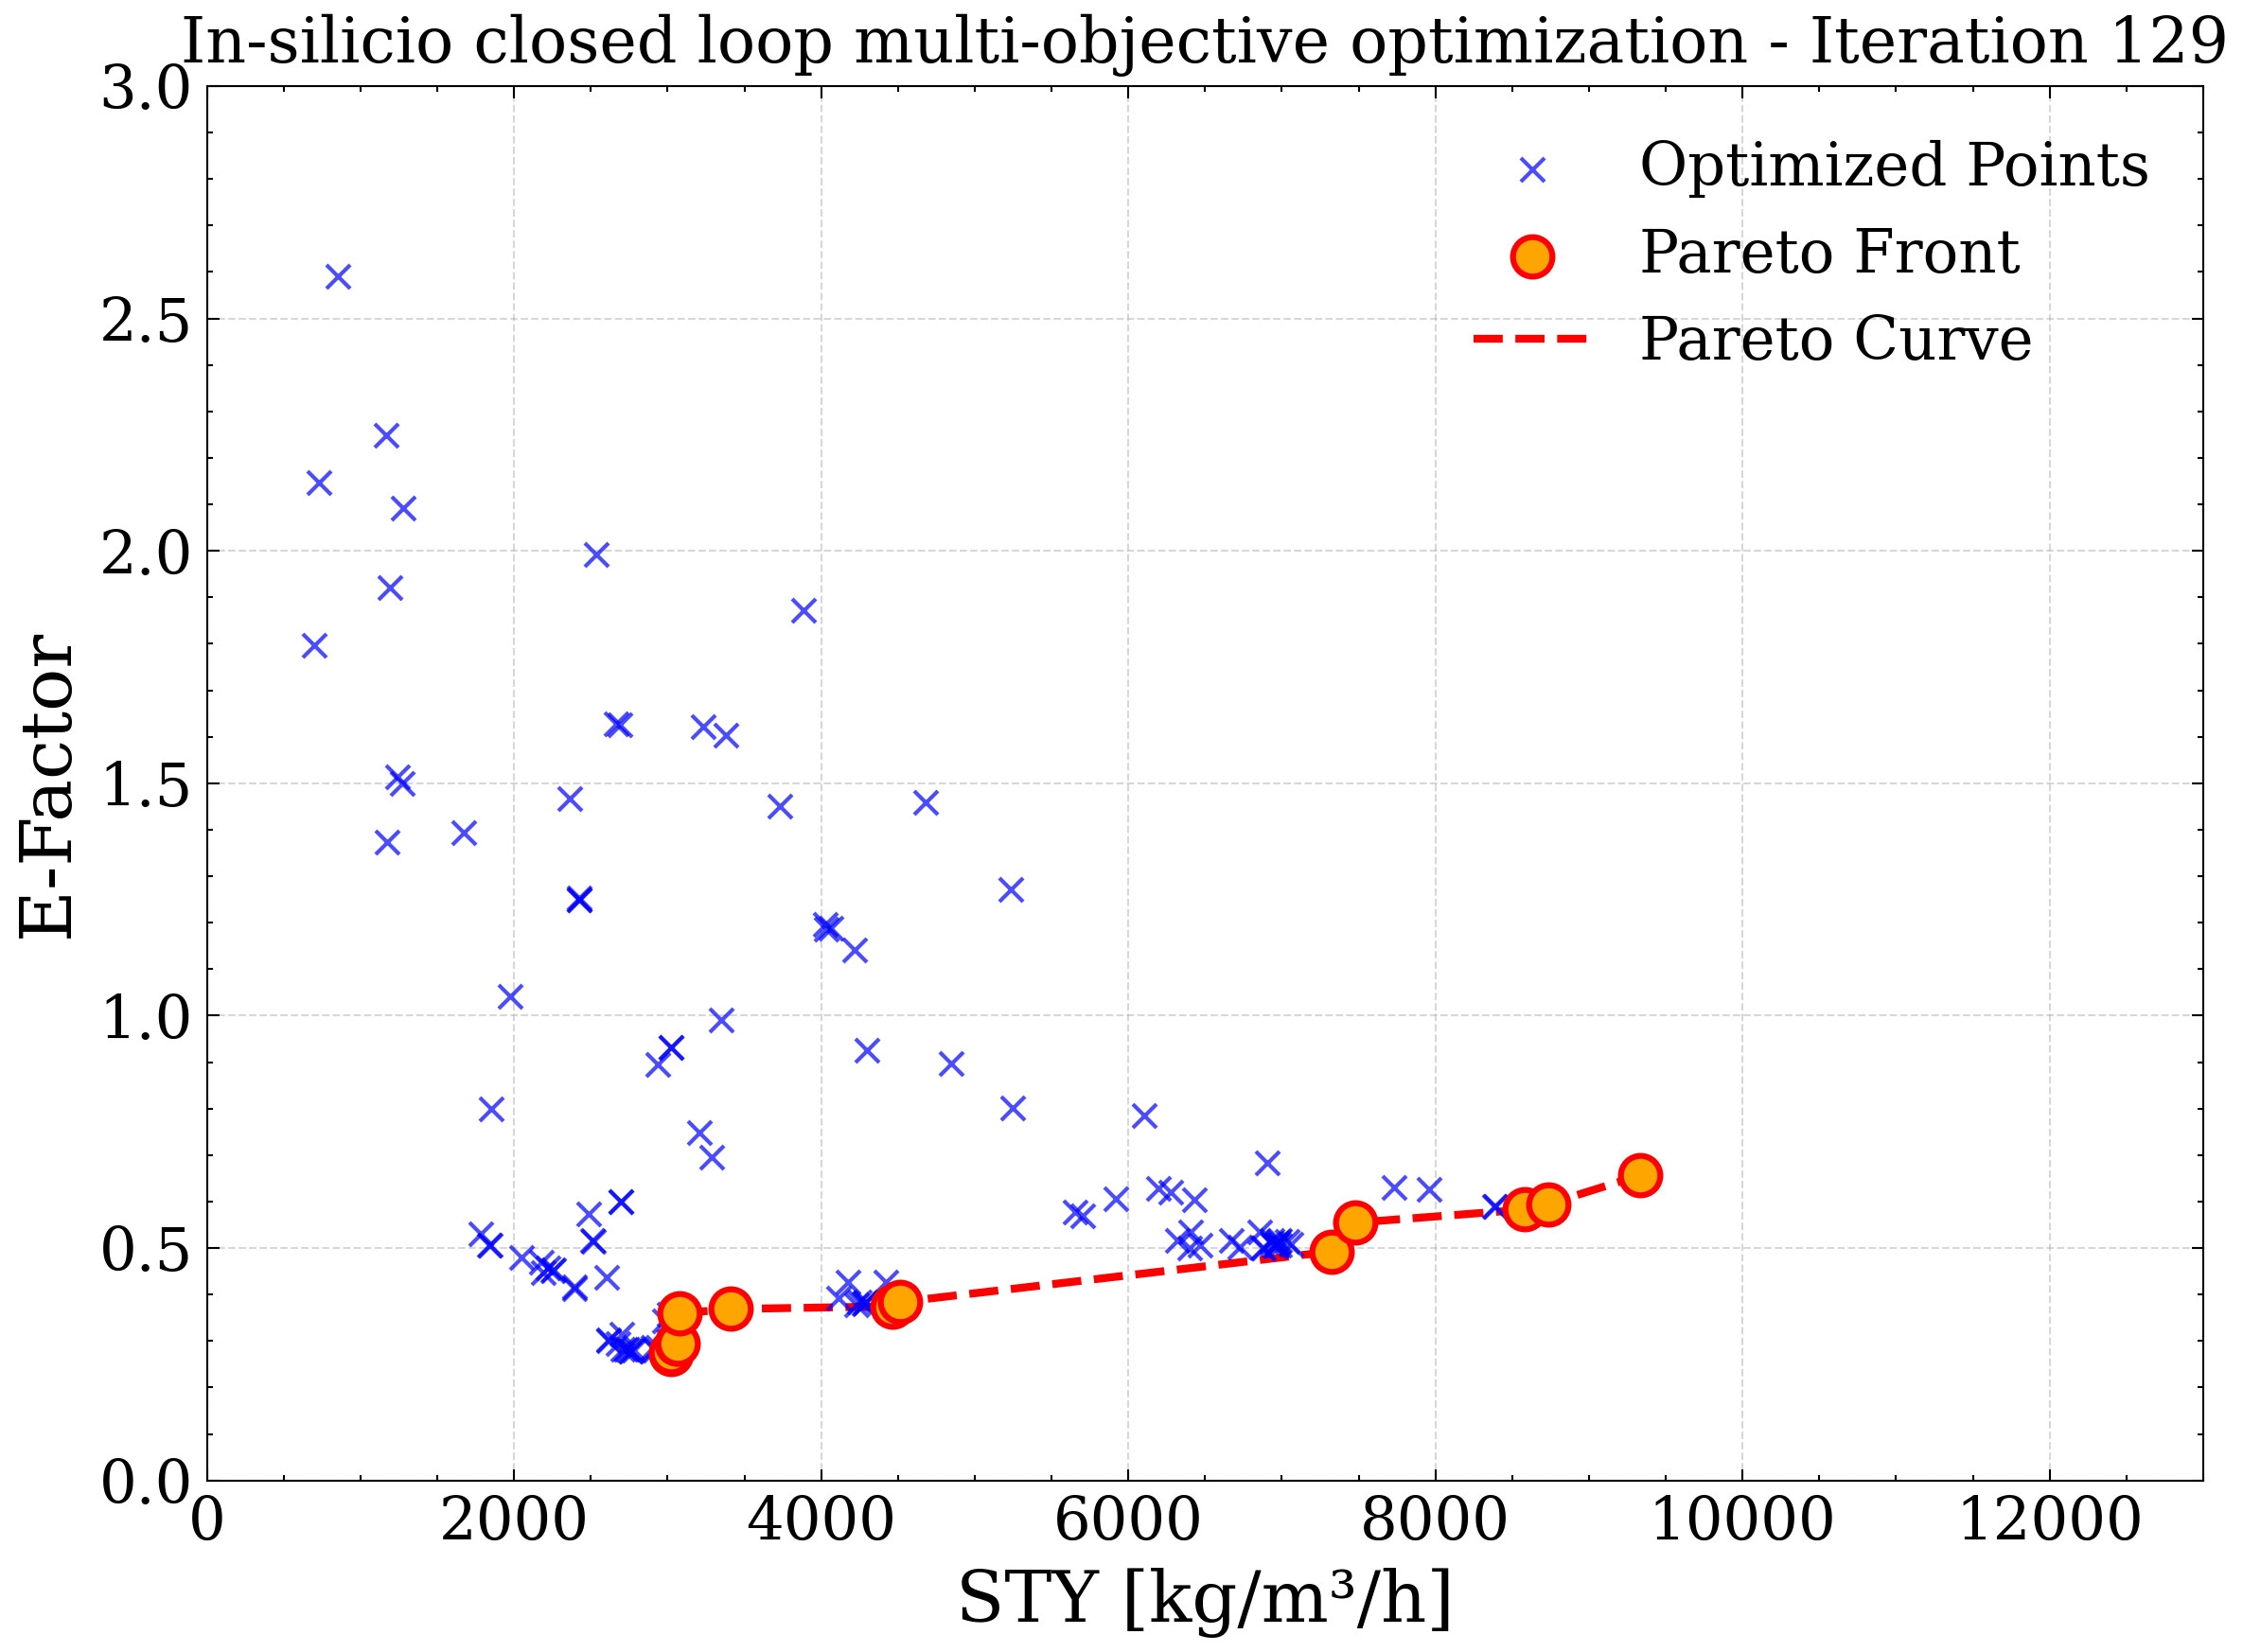 In-silicio closed loop multi-objective optimization - Iteration 129
3.0
2.5
2.0
1.5
1.0
0.5
0.0
E-Factor
Optimized Points
Pareto Front
Pareto Curve
0 2000 4000 6000 8000 10000 12000
STY [kg/m³/h]